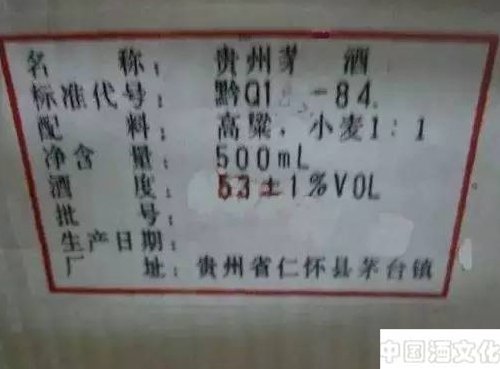 名称：贵州茅 酒
标准代号：黔Q1 -84
配料：高粱，小麦1：1
净含量：500mL
酒度：53±1%VOL
批号：
生产日期：
厂址：贵州省仁怀县茅台镇
中国酒文化